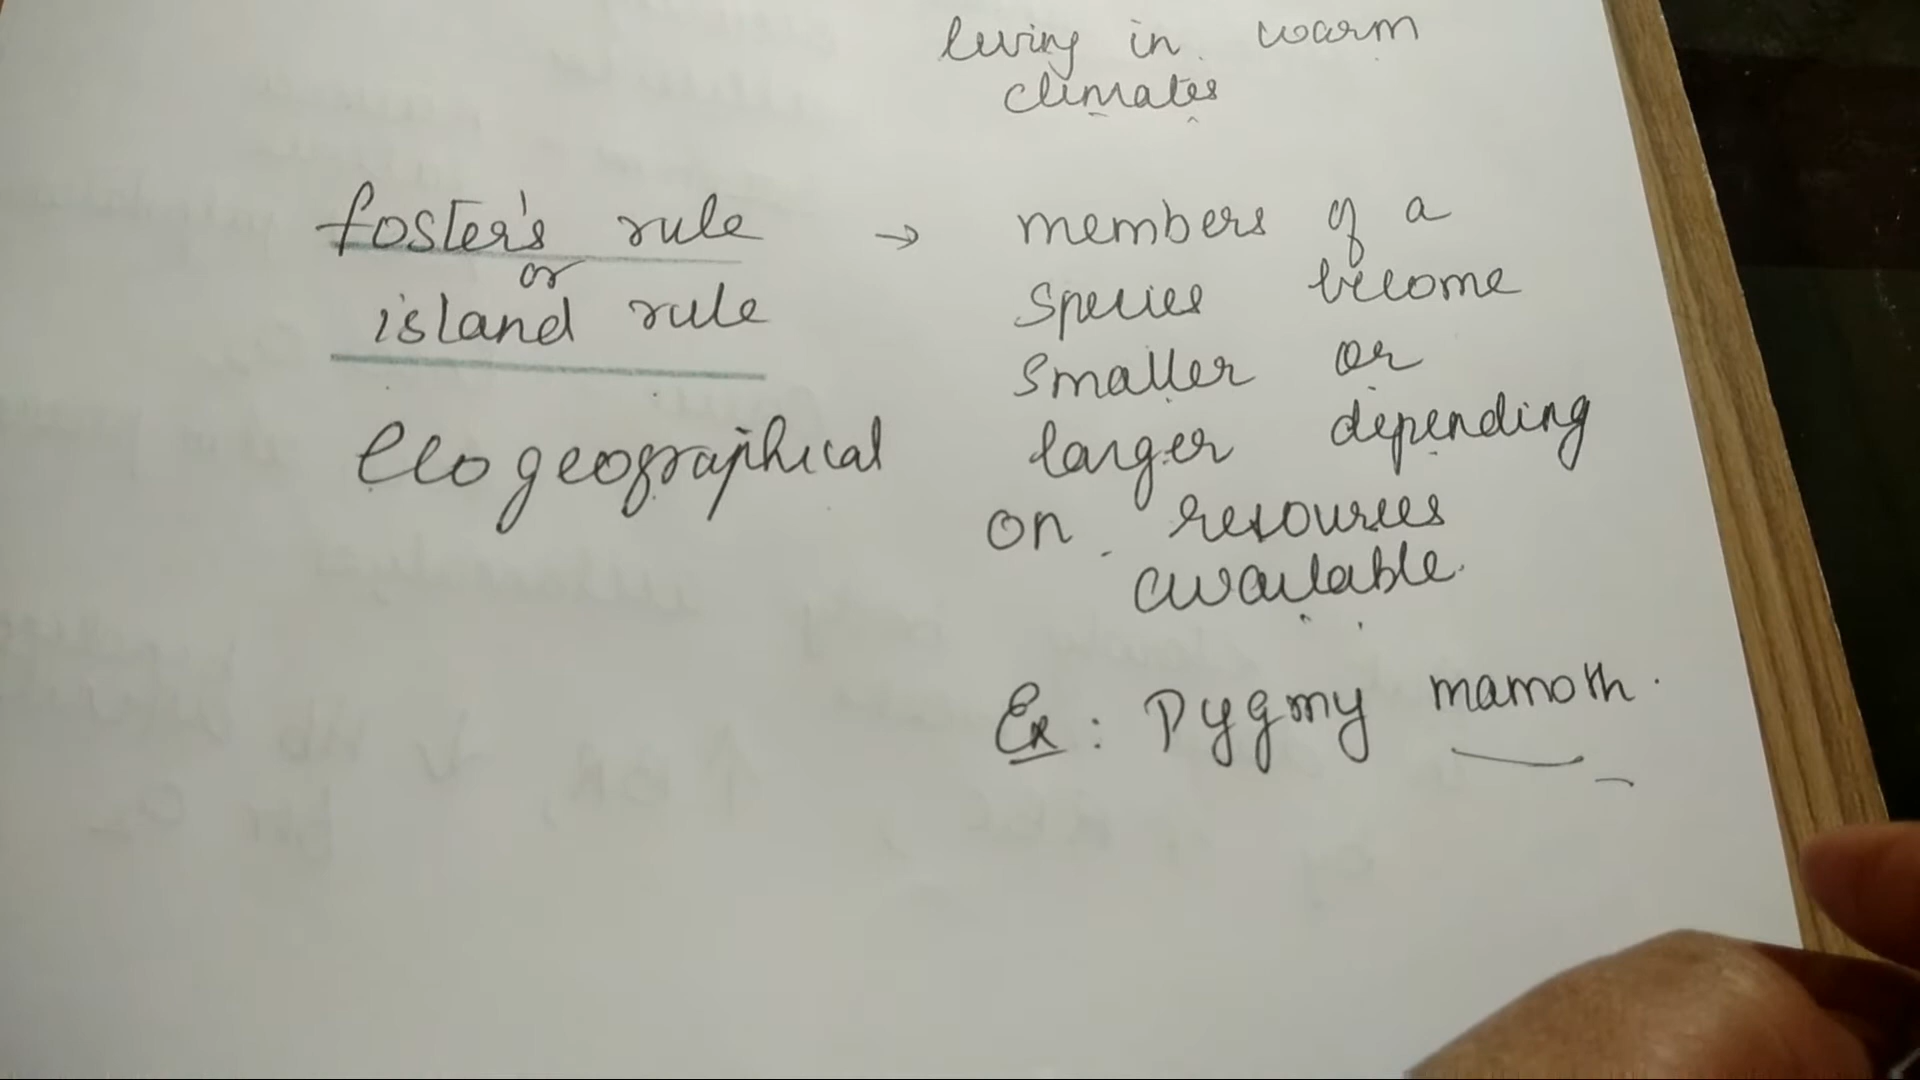 living in warm
climates
foster's rule → members of a
or
island rule
species become
smaller or
ecogeographical larger depending
on resources
available.
Ex: Pygmy mamoth.